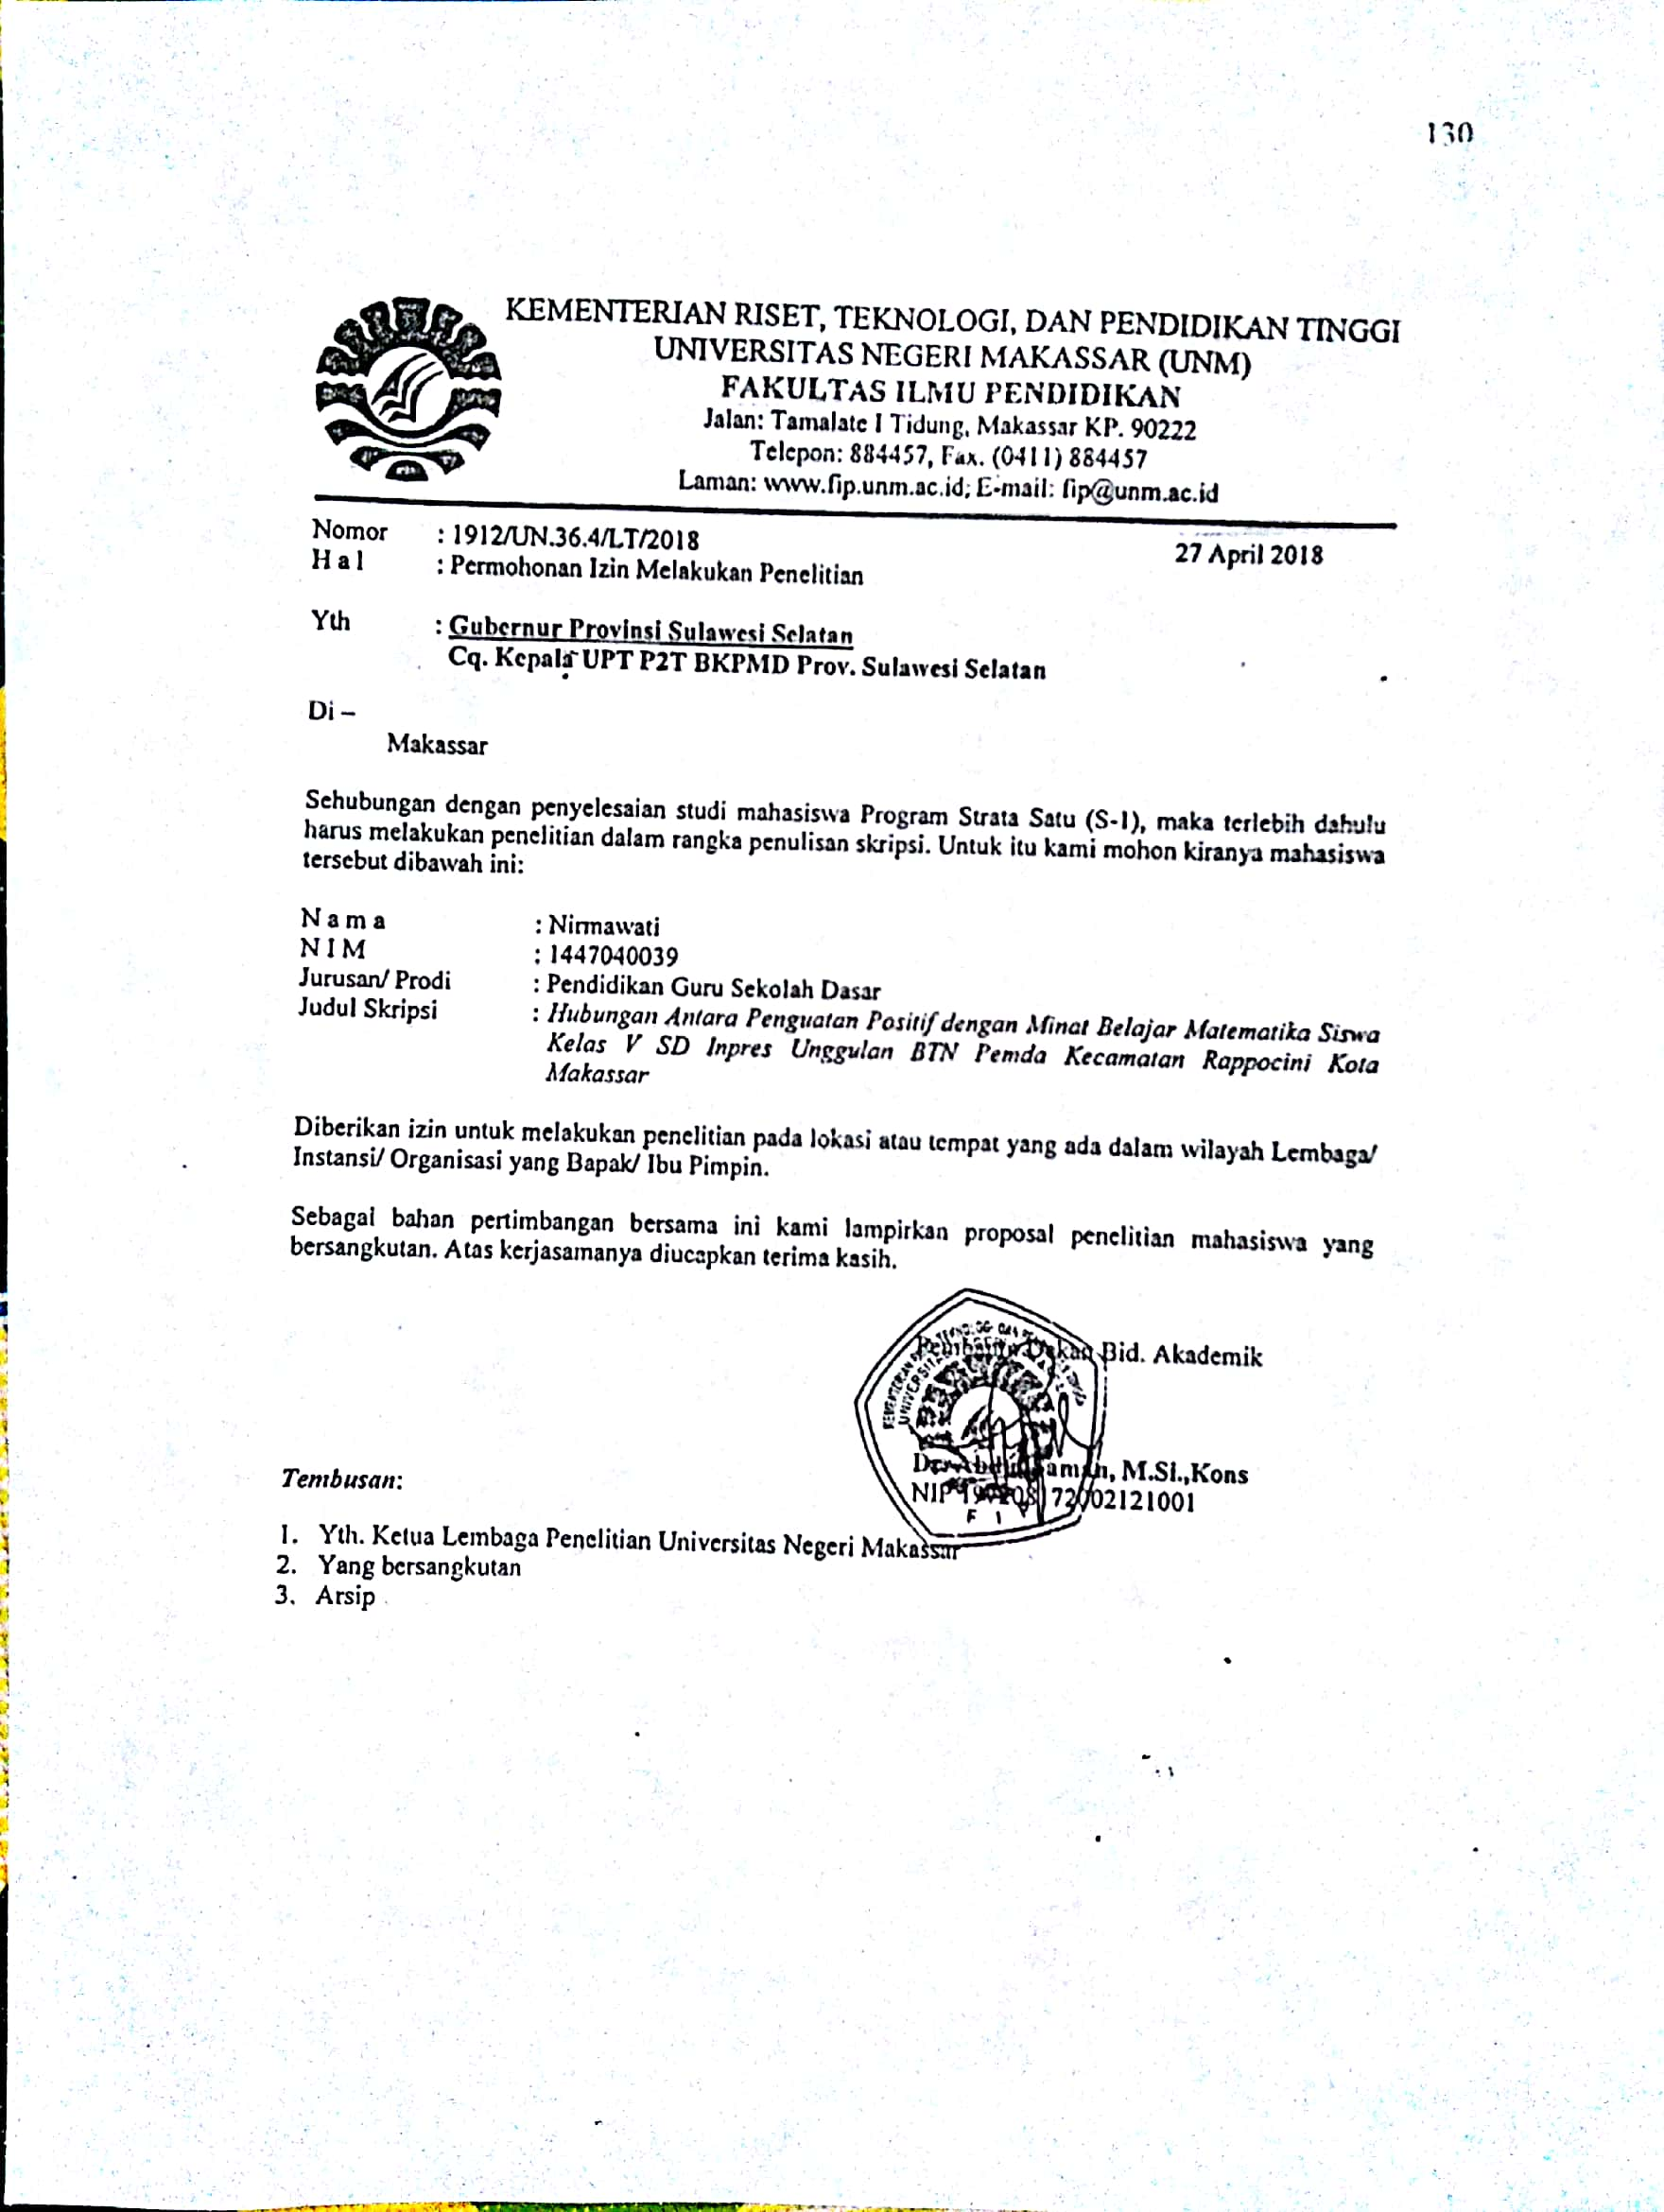 130
KEMENTERIAN RISET, TEKNOLOGI, DAN PENDIDIKAN TINGGI
UNIVERSITAS NEGERI MAKASSAR (UNM)
FAKULTAS ILMU PENDIDIKAN
Jalan: Tamalate I Tidung, Makassar KP. 90222
Telepon: 884457, Fax. (0411) 884457
Laman: www.fip.unm.ac.id; E-mail: fip@unm.ac.id
Nomor : 1912/UN.36.4/LT/2018 27 April 2018
H a l : Permohonan Izin Melakukan Penelitian
Yth : Gubernur Provinsi Sulawesi Selatan
Cq. Kepala UPT P2T BKPMD Prov. Sulawesi Selatan
Di –
Makassar
Sehubungan dengan penyelesaian studi mahasiswa Program Strata Satu (S-1), maka terlebih dahulu
harus melakukan penelitian dalam rangka penulisan skripsi. Untuk itu kami mohon kiranya mahasiswa
tersebut dibawah ini:
N a m a : Nirmawati
N I M : 1447040039
Jurusan/ Prodi : Pendidikan Guru Sekolah Dasar
Judul Skripsi : Hubungan Antara Penguatan Positif dengan Minat Belajar Matematika Siswa
Kelas V SD Inpres Unggulan BTN Pemda Kecamatan Rappocini Kota
Makassar
Diberikan izin untuk melakukan penelitian pada lokasi atau tempat yang ada dalam wilayah Lembaga/
Instansi/ Organisasi yang Bapak/ Ibu Pimpin.
Sebagai bahan pertimbangan bersama ini kami lampirkan proposal penelitian mahasiswa yang
bersangkutan. Atas kerjasamanya diucapkan terima kasih.
Pembantu Dekan Bid. Akademik
M.Si.,Kons
NIP
Tembusan:
1. Yth. Ketua Lembaga Penelitian Universitas Negeri Makassar
2. Yang bersangkutan
3. Arsip